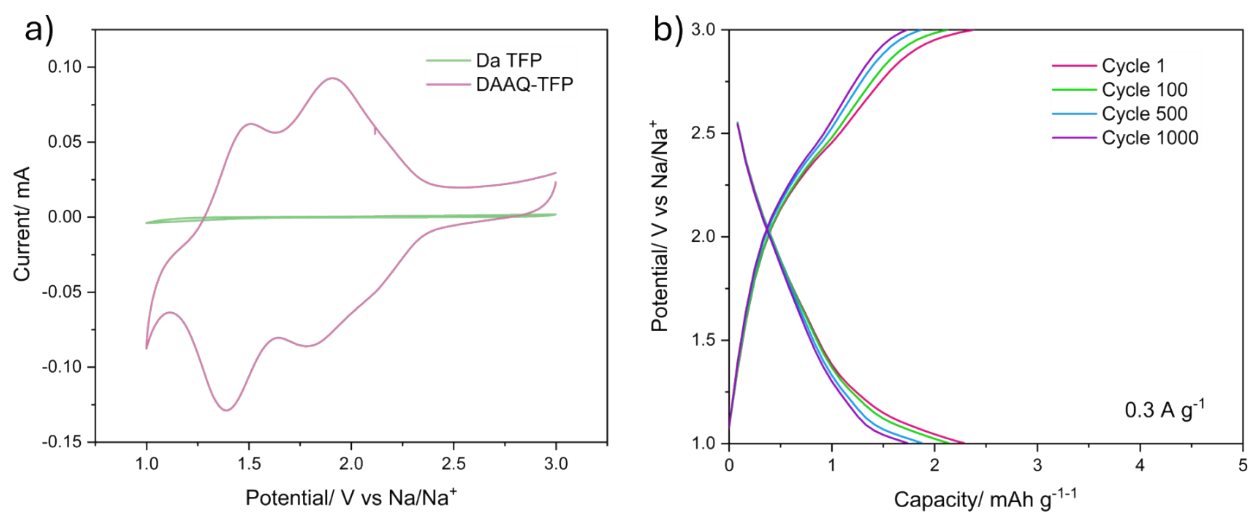 a)
Da TFP
DAAQ-TFP
0.10
0.05
0.00
-0.05
-0.10
-0.15
Current/ mA
1.0 1.5 2.0 2.5 3.0
Potential/ V vs Na/Na⁺
b)
Cycle 1
Cycle 100
Cycle 500
Cycle 1000
3.0
2.5
2.0
1.5
1.0
Potential/ V vs Na/Na⁺
0.3 A g⁻¹
0 1 2 3 4 5
Capacity/ mAh g⁻¹⁻¹